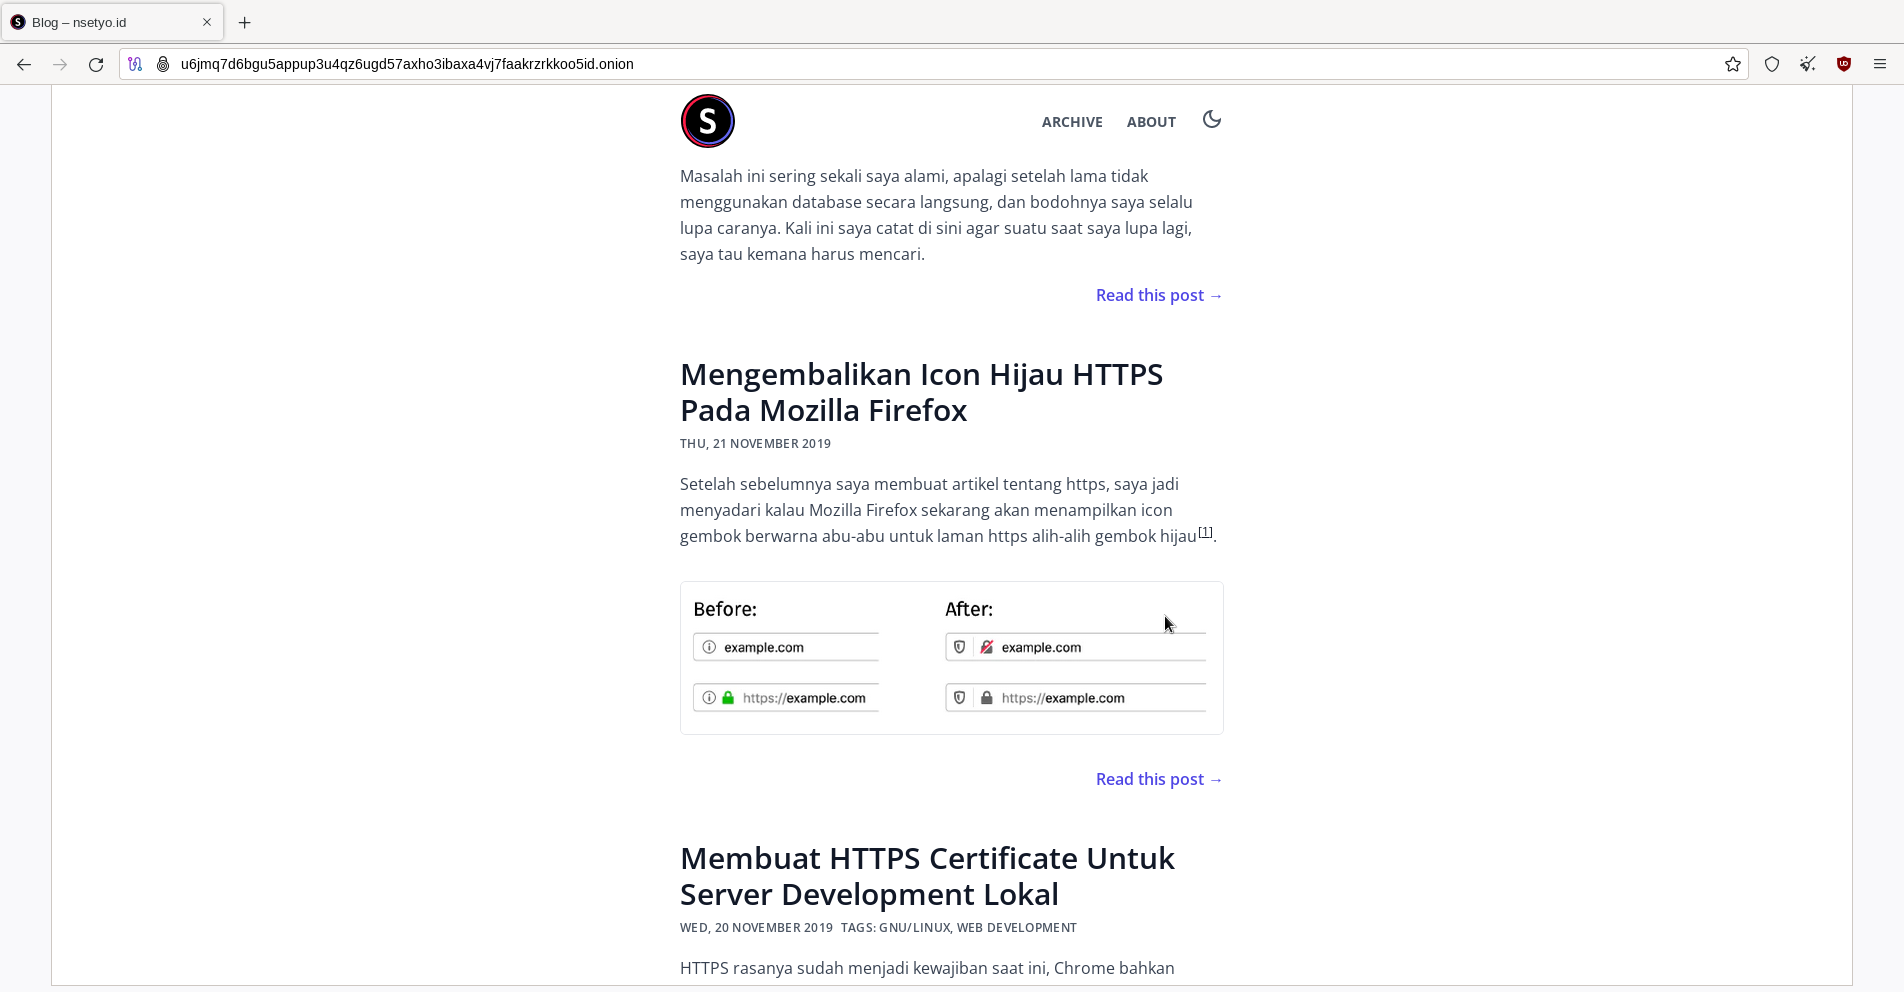 Blog – nsetyo.id
u6jmq7d6bgu5appup3u4qz6ugd57axho3ibaxa4vj7faakrzrkkoo5id.onion
S
ARCHIVE
ABOUT
Masalah ini sering sekali saya alami, apalagi setelah lama tidak
menggunakan database secara langsung, dan bodohnya saya selalu
lupa caranya. Kali ini saya catat di sini agar suatu saat saya lupa lagi,
saya tau kemana harus mencari.
Read this post →
Mengembalikan Icon Hijau HTTPS
Pada Mozilla Firefox
THU, 21 NOVEMBER 2019
Setelah sebelumnya saya membuat artikel tentang https, saya jadi
menyadari kalau Mozilla Firefox sekarang akan menampilkan icon
gembok berwarna abu-abu untuk laman https alih-alih gembok hijau[1].
Before:
example.com
https://example.com
After:
example.com
https://example.com
Read this post →
Membuat HTTPS Certificate Untuk
Server Development Lokal
WED, 20 NOVEMBER 2019 TAGS: GNU/LINUX, WEB DEVELOPMENT
HTTPS rasanya sudah menjadi kewajiban saat ini, Chrome bahkan